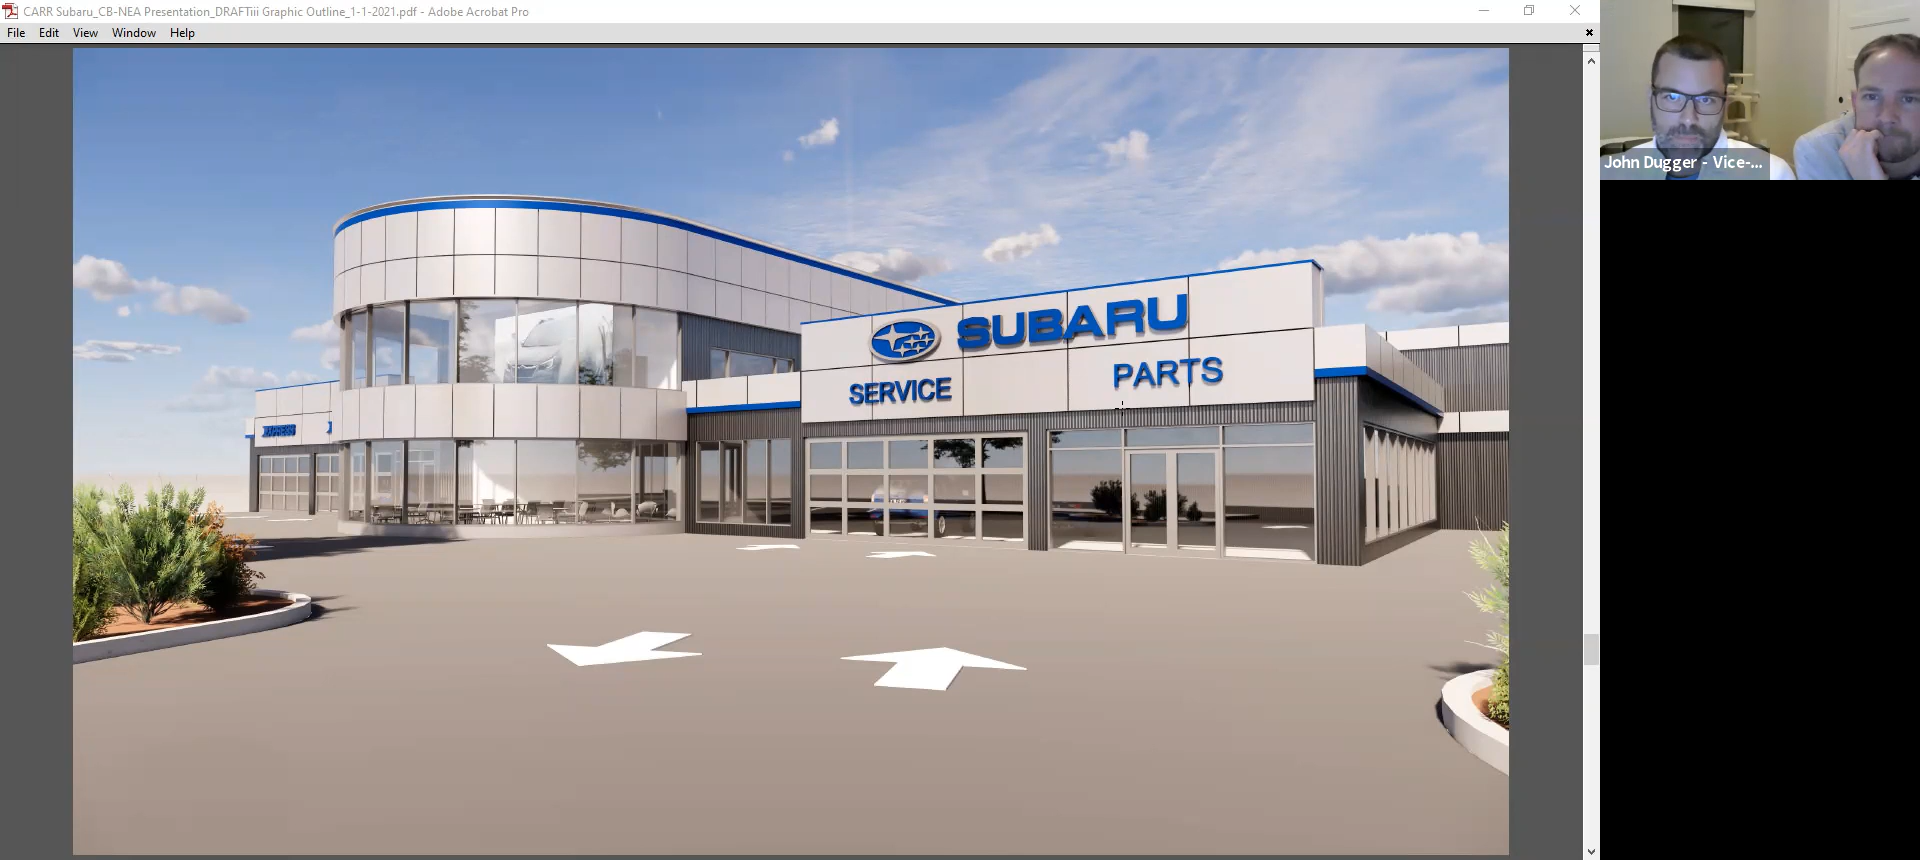 CARR Subaru_CB-NEA Presentation_DRAFTiii Graphic Outline_1-1-2021.pdf - Adobe Acrobat Pro
File Edit View Window Help
SUBARU
SERVICE PARTS
XPRESS
John Dugger - Vice-...